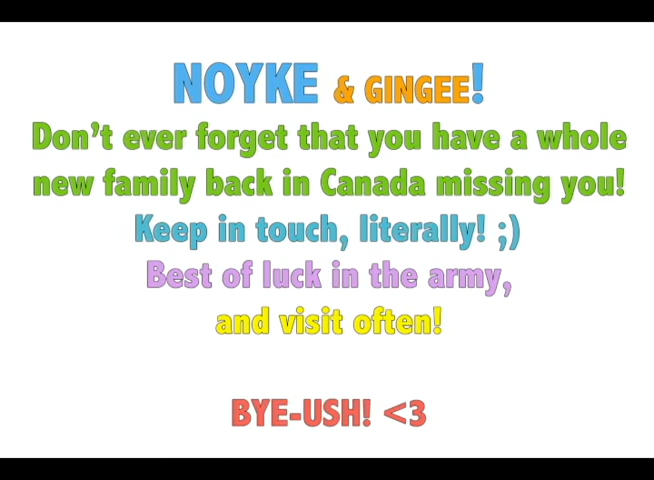 NOYKE & GINGEE!
Don't ever forget that you have a whole
new family back in Canada missing you!
Keep in touch, literally! ;)
Best of luck in the army,
and visit often!
BYE-USH! <3